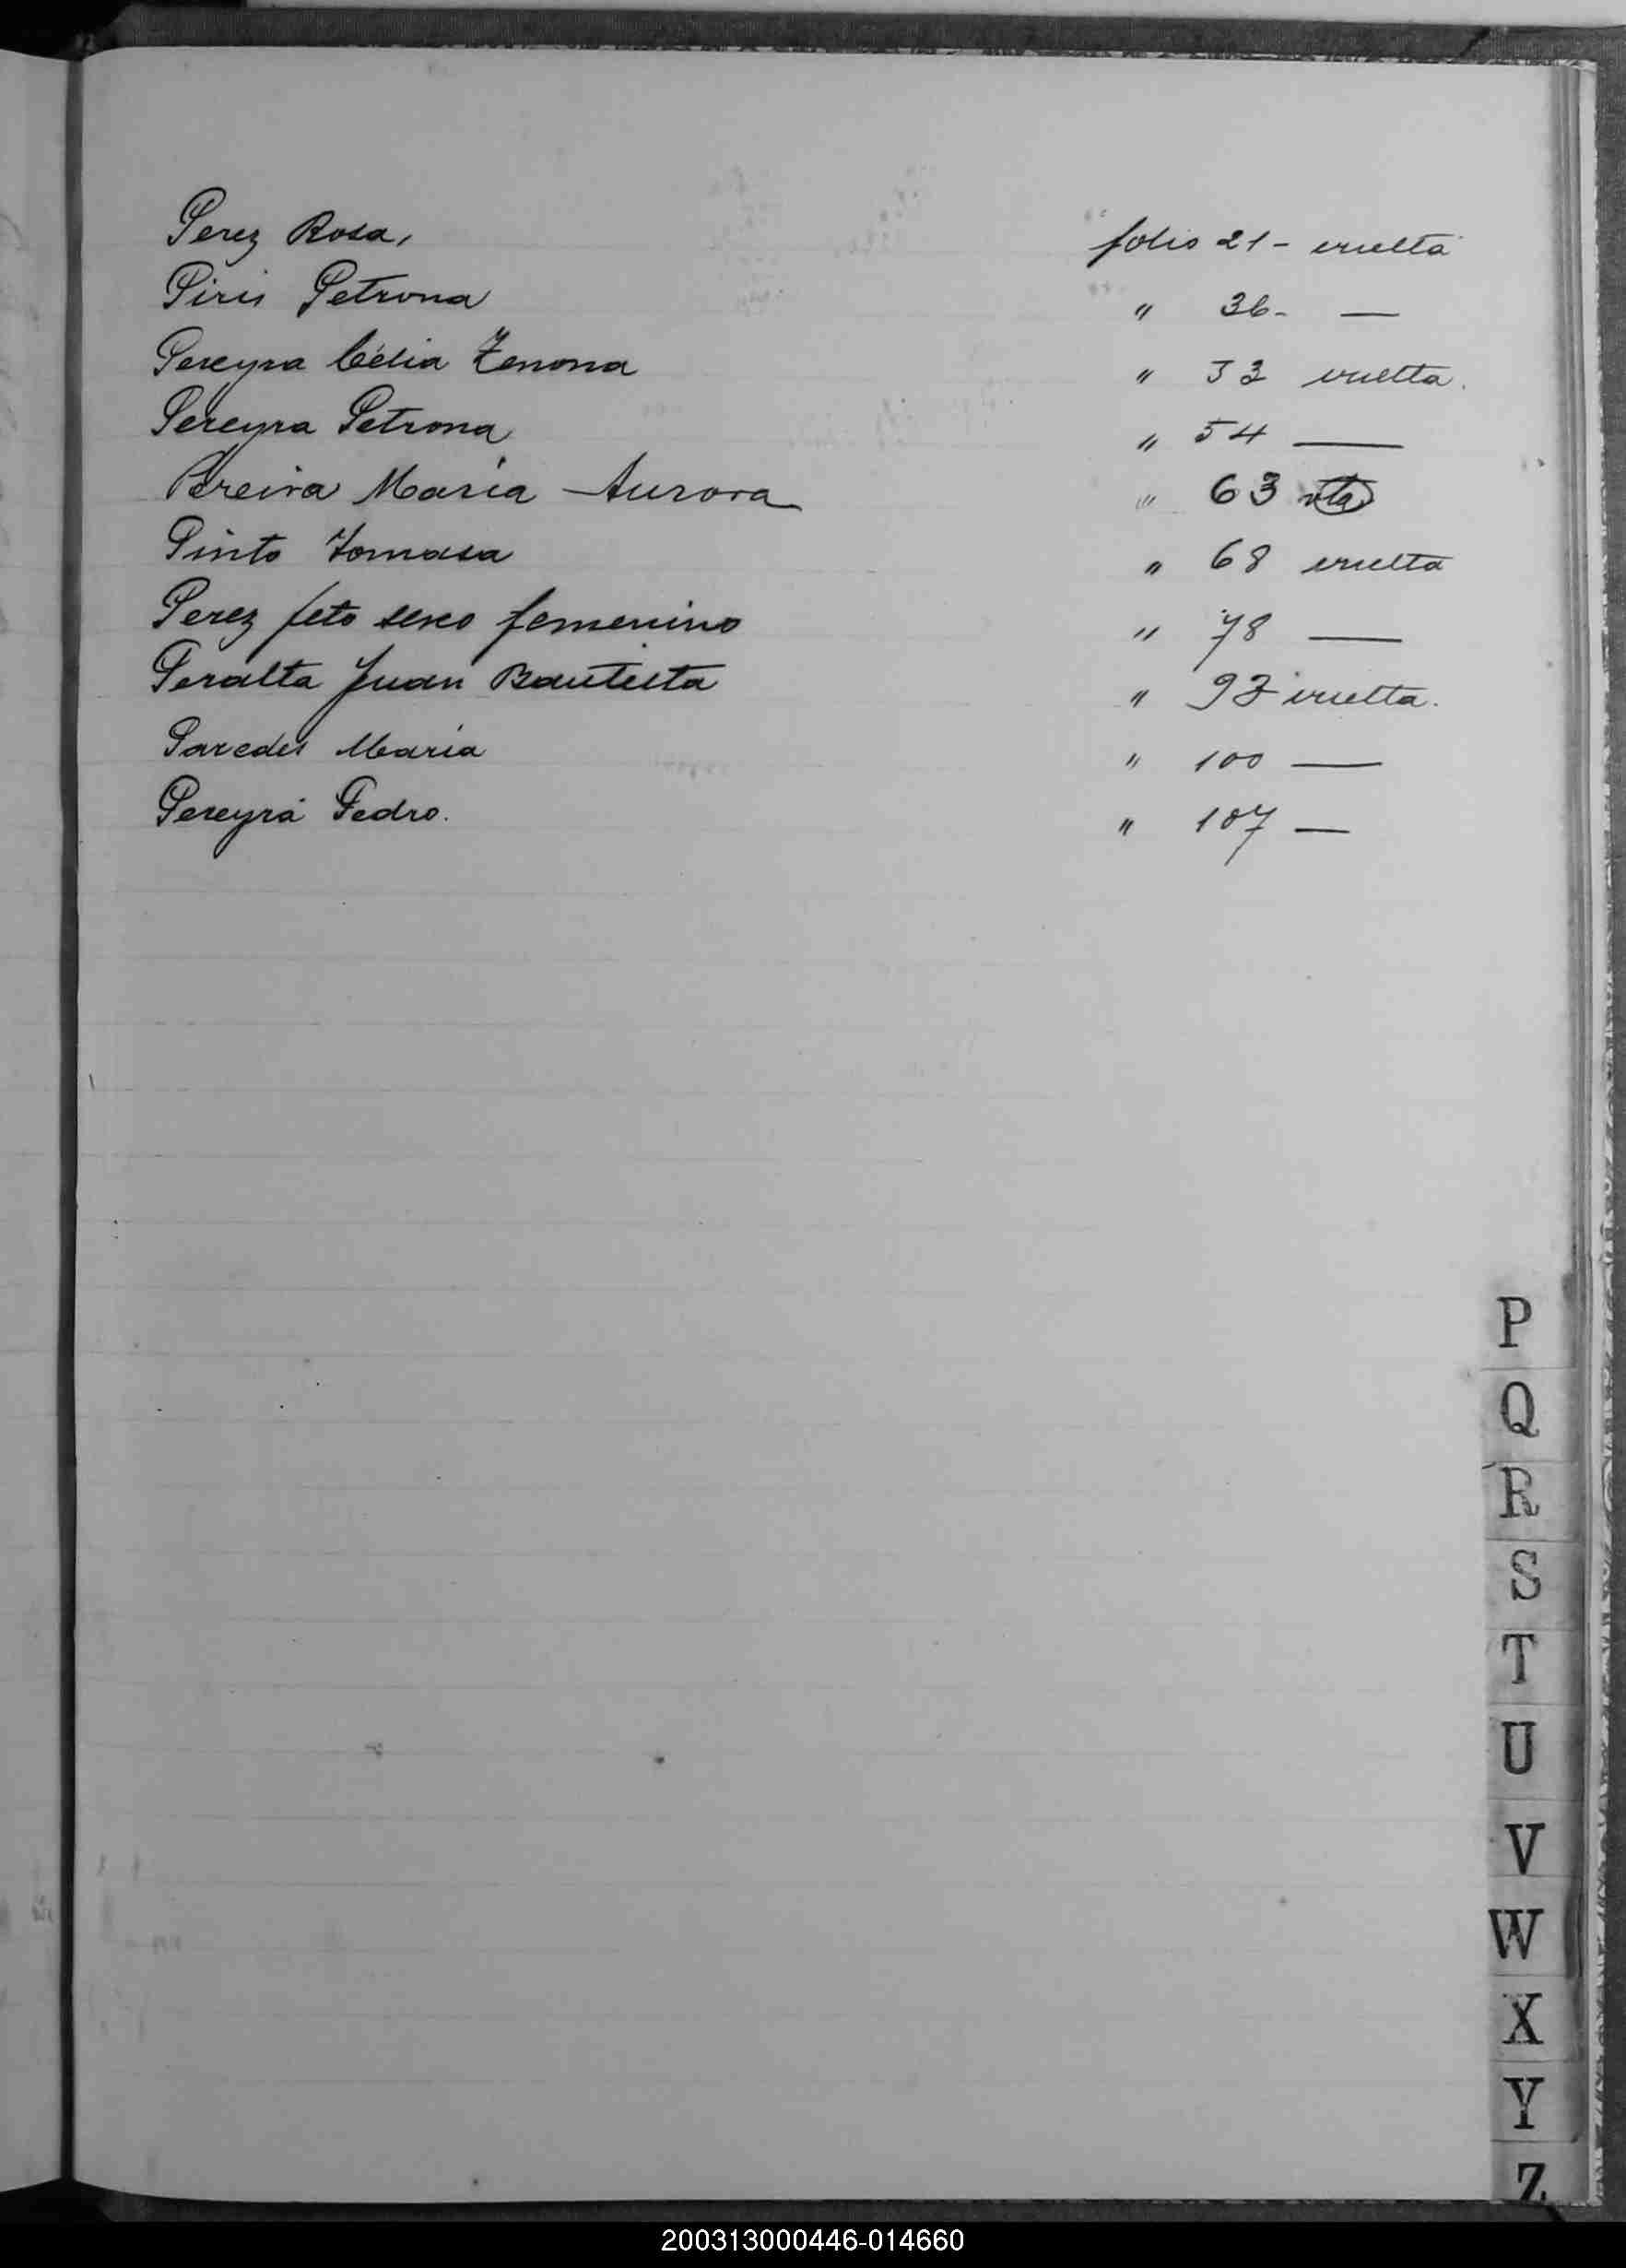 Perez Rosa, folio 21 - vuelta
Piris Petrona " 36 - —
Pereyra Célia Zenona " 33 vuelta.
Pereyra Petrona " 54 —
Pereira María Aurora " 63 vta
Pinto Tomasa " 68 vuelta
Perez feto sexo femenino " 78 —
Peralta Juan Bautista " 93 vuelta.
Paredes María " 100 —
Pereyra Pedro. " 107 —
P
Q
R
S
T
U
V
W
X
Y
Z
200313000446-014660